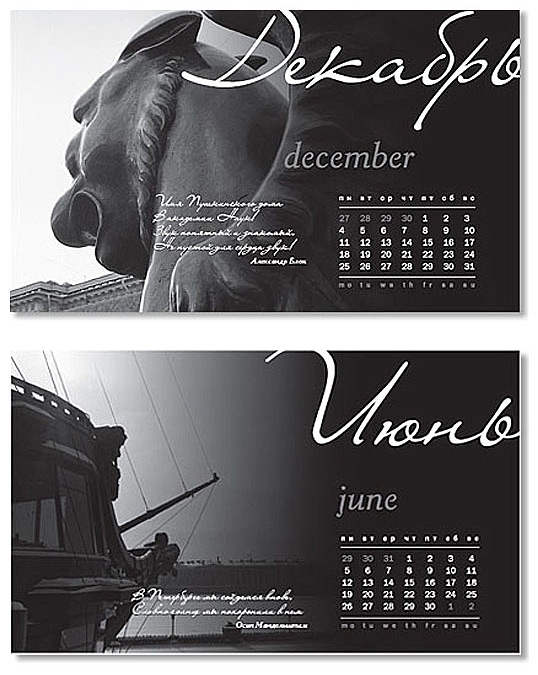 Декабрь
december
Имя Пушкинского дома
В академии Наук!
Звук понятный и знакомый,
Не пустой для сердца звук!
Александр Блок
пн вт ср чт пт сб вс
27 28 29 30 1 2 3
4 5 6 7 8 9 10
11 12 13 14 15 16 17
18 19 20 21 22 23 24
25 26 27 28 29 30 31
mo tu we th fr sa su
Июнь
june
пн вт ср чт пт сб вс
29 30 31 1 2 3 4
5 6 7 8 9 10 11
12 13 14 15 16 17 18
19 20 21 22 23 24 25
26 27 28 29 30 1 2
mo tu we th fr sa su
В Петербурге мы сойдемся вновь,
Словно солнце мы похоронили в нем
Осип Мандельштам